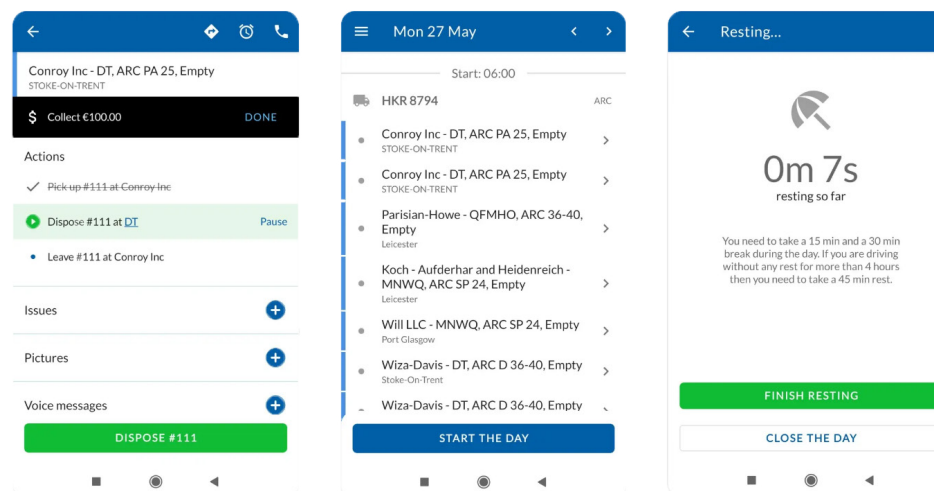 Conroy Inc - DT, ARC PA 25, Empty
STOKE-ON-TRENT
$ Collect €100.00 DONE
Actions
Pick up #111 at Conroy Inc
Dispose #111 at DT Pause
Leave #111 at Conroy Inc
Issues
Pictures
Voice messages
DISPOSE #111
Mon 27 May
Start: 06:00
HKR 8794 ARC
Conroy Inc - DT, ARC PA 25, Empty
STOKE-ON-TRENT
Conroy Inc - DT, ARC PA 25, Empty
STOKE-ON-TRENT
Parisian-Howe - QFMHO, ARC 36-40,
Empty
Leicester
Koch - Aufderhar and Heidenreich -
MNWQ, ARC SP 24, Empty
Leicester
Will LLC - MNWQ, ARC SP 24, Empty
Port Glasgow
Wiza-Davis - DT, ARC D 36-40, Empty
Stoke-On-Trent
Wiza-Davis - DT, ARC D 36-40, Empty
START THE DAY
Resting...
0m 7s
resting so far
You need to take a 15 min and a 30 min
break during the day. If you are driving
without any rest for more than 4 hours
then you need to take a 45 min rest.
FINISH RESTING
CLOSE THE DAY